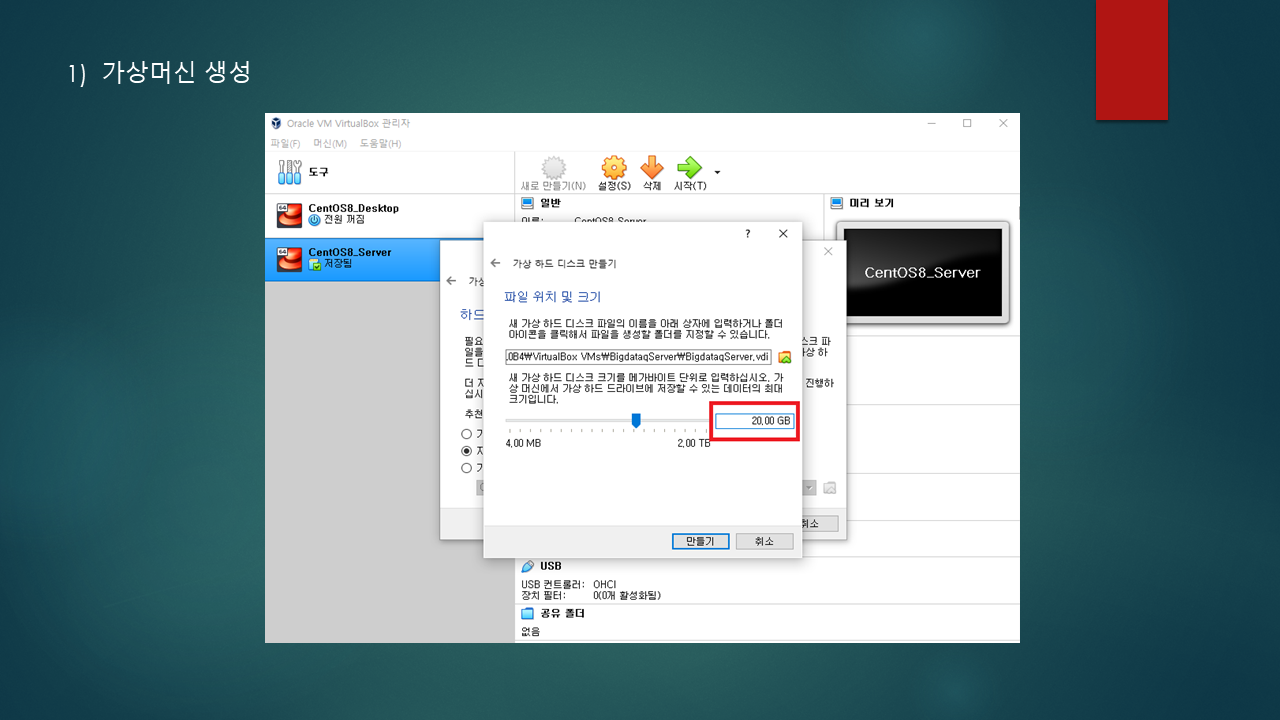 1) 가상머신 생성
Oracle VM VirtualBox 관리자
파일(F) 머신(M) 도움말(H)
도구
새로 만들기(N) 설정(S) 삭제 시작(T)
CentOS8_Desktop
전원 꺼짐
CentOS8_Server
저장됨
일반
이름: CentOS8_Server
미리 보기
CentOS8_Server
?
가상 하드 디스크 만들기
파일 위치 및 크기
새 가상 하드 디스크 파일의 이름을 아래 상자에 입력하거나 폴더
아이콘을 클릭해서 파일을 생성할 폴더를 지정할 수 있습니다.
.0B4₩VirtualBox VMs₩BigdataqServer₩BigdataqServer.vdi
새 가상 하드 디스크 크기를 메가바이트 단위로 입력하십시오. 가
상 머신에서 가상 하드 드라이브에 저장할 수 있는 데이터의 최대
크기입니다.
20.00 GB
4.00 MB 2.00 TB
만들기 취소
가상
하드
필요
일을
드 디
더 자
십시
추천
스크 파
가상 하
진행하
취소
USB
USB 컨트롤러: OHCI
장치 필터: 0(0개 활성화됨)
공유 폴더
없음